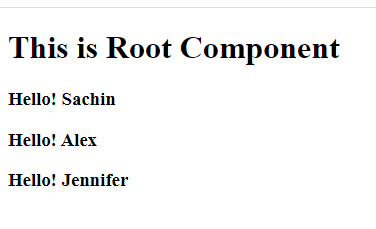 This is Root Component
Hello! Sachin
Hello! Alex
Hello! Jennifer